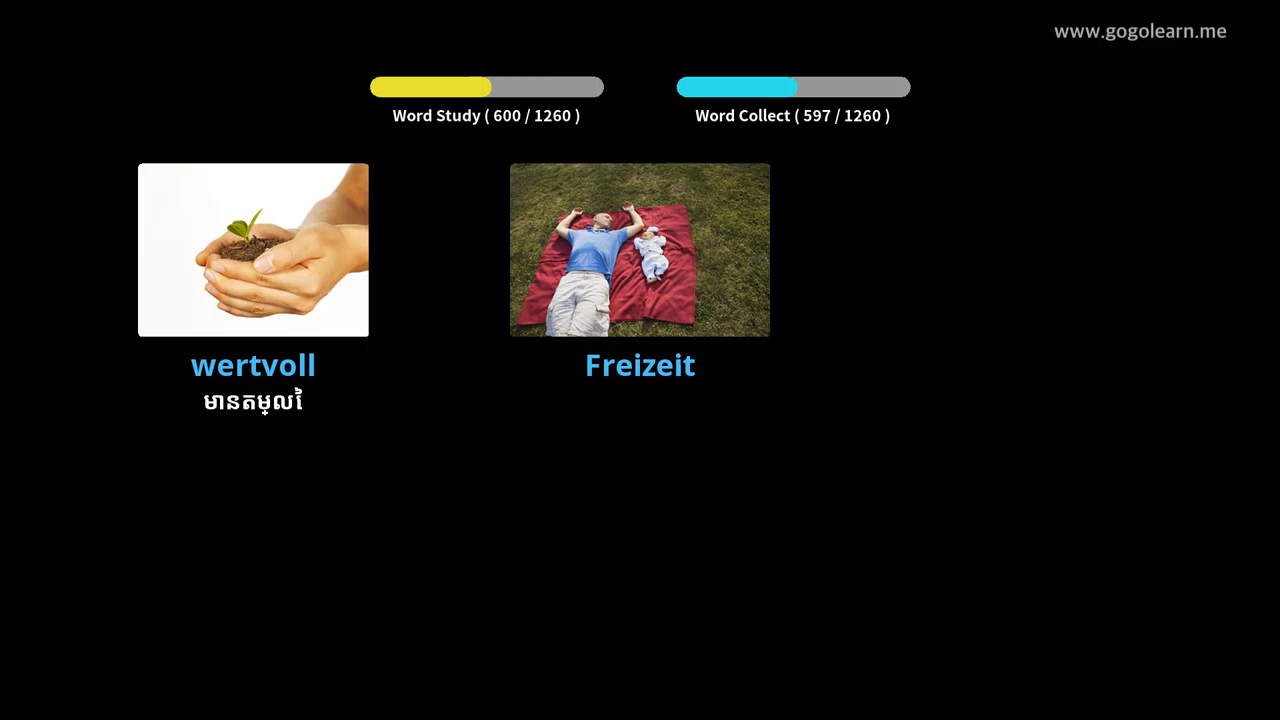 www.gogolearn.me
Word Study ( 600 / 1260 )
Word Collect ( 597 / 1260 )
wertvoll
Freizeit
មានតម្លៃ